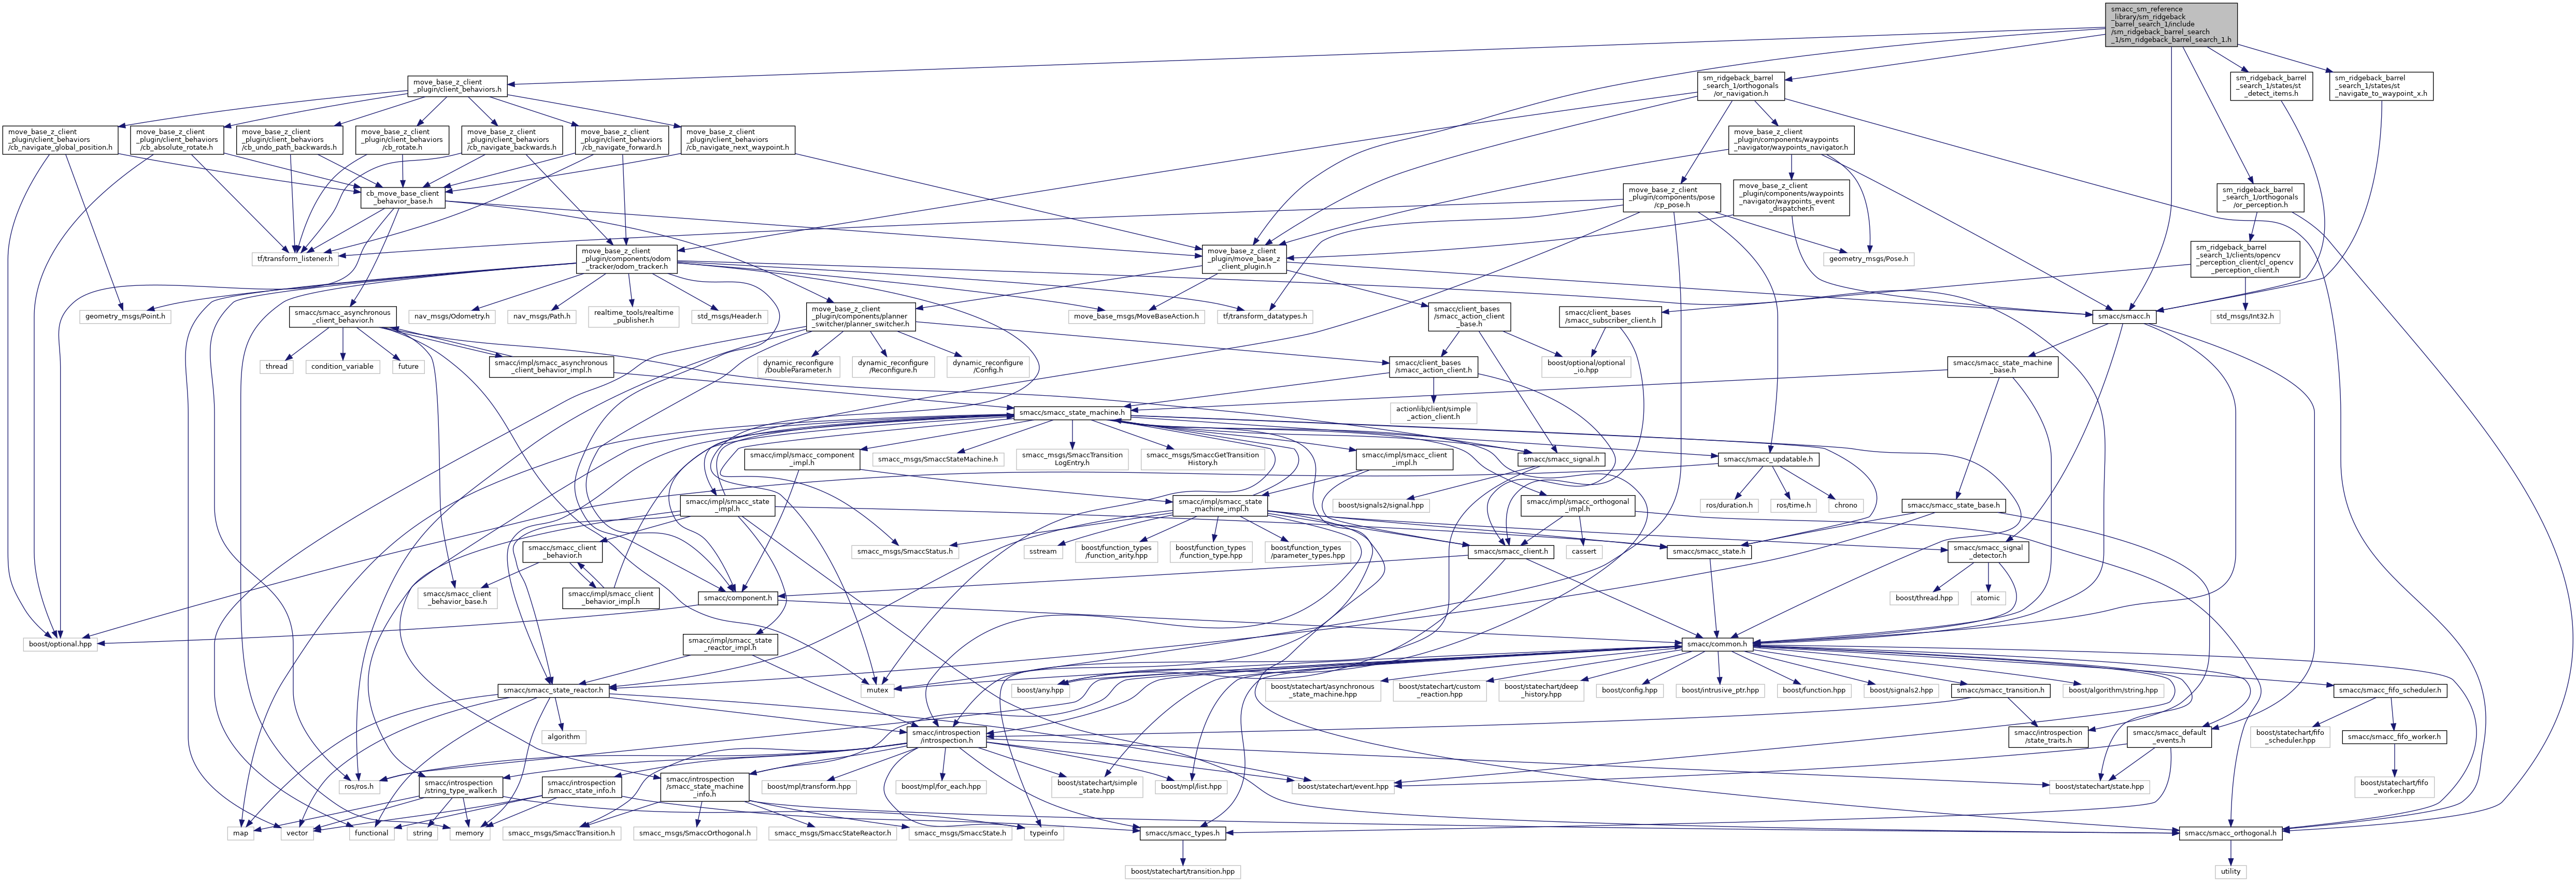 smacc_sm_reference
_library/sm_ridgeback
_barrel_search_1/include
/sm_ridgeback_barrel_search
_1/sm_ridgeback_barrel_search_1.h
move_base_z_client
_plugin/client_behaviors.h
sm_ridgeback_barrel
_search_1/orthogonals
/or_navigation.h
sm_ridgeback_barrel
_search_1/states/st
_detect_items.h
sm_ridgeback_barrel
_search_1/states/st
_navigate_to_waypoint_x.h
move_base_z_client
_plugin/client_behaviors
/cb_navigate_global_position.h
move_base_z_client
_plugin/client_behaviors
/cb_absolute_rotate.h
move_base_z_client
_plugin/client_behaviors
/cb_undo_path_backwards.h
move_base_z_client
_plugin/client_behaviors
/cb_rotate.h
move_base_z_client
_plugin/client_behaviors
/cb_navigate_backwards.h
move_base_z_client
_plugin/client_behaviors
/cb_navigate_forward.h
move_base_z_client
_plugin/client_behaviors
/cb_navigate_next_waypoint.h
move_base_z_client
_plugin/components/waypoints
_navigator/waypoints_navigator.h
cb_move_base_client
_behavior_base.h
move_base_z_client
_plugin/components/pose
/cp_pose.h
move_base_z_client
_plugin/components/waypoints
_navigator/waypoints_event
_dispatcher.h
sm_ridgeback_barrel
_search_1/orthogonals
/or_perception.h
tf/transform_listener.h
move_base_z_client
_plugin/components/odom
_tracker/odom_tracker.h
move_base_z_client
_plugin/move_base_z
_client_plugin.h
geometry_msgs/Pose.h
sm_ridgeback_barrel
_search_1/clients/opencv
_perception_client/cl_opencv
_perception_client.h
geometry_msgs/Point.h
smacc/smacc_asynchronous
_client_behavior.h
nav_msgs/Odometry.h
nav_msgs/Path.h
realtime_tools/realtime
_publisher.h
std_msgs/Header.h
move_base_z_client
_plugin/components/planner
_switcher/planner_switcher.h
move_base_msgs/MoveBaseAction.h
tf/transform_datatypes.h
smacc/client_bases
/smacc_action_client
_base.h
smacc/client_bases
/smacc_subscriber_client.h
smacc/smacc.h
std_msgs/Int32.h
thread
condition_variable
future
smacc/impl/smacc_asynchronous
_client_behavior_impl.h
dynamic_reconfigure
/DoubleParameter.h
dynamic_reconfigure
/Reconfigure.h
dynamic_reconfigure
/Config.h
smacc/client_bases
/smacc_action_client.h
boost/optional/optional
_io.hpp
smacc/smacc_state_machine
_base.h
smacc/smacc_state_machine.h
actionlib/client/simple
_action_client.h
smacc/impl/smacc_component
_impl.h
smacc_msgs/SmaccStateMachine.h
smacc_msgs/SmaccTransition
LogEntry.h
smacc_msgs/SmaccGetTransition
History.h
smacc/impl/smacc_client
_impl.h
smacc/smacc_signal.h
smacc/smacc_updatable.h
smacc/impl/smacc_state
_impl.h
smacc/impl/smacc_state
_machine_impl.h
boost/signals2/signal.hpp
smacc/impl/smacc_orthogonal
_impl.h
ros/duration.h
ros/time.h
chrono
smacc/smacc_state_base.h
smacc/smacc_client
_behavior.h
smacc_msgs/SmaccStatus.h
sstream
boost/function_types
/function_arity.hpp
boost/function_types
/function_type.hpp
boost/function_types
/parameter_types.hpp
smacc/smacc_client.h
cassert
smacc/smacc_state.h
smacc/smacc_signal
_detector.h
smacc/smacc_client
_behavior_base.h
smacc/impl/smacc_client
_behavior_impl.h
smacc/component.h
boost/thread.hpp
atomic
boost/optional.hpp
smacc/impl/smacc_state
_reactor_impl.h
smacc/common.h
smacc/smacc_state_reactor.h
mutex
boost/any.hpp
boost/statechart/asynchronous
_state_machine.hpp
boost/statechart/custom
_reaction.hpp
boost/statechart/deep
_history.hpp
boost/config.hpp
boost/intrusive_ptr.hpp
boost/function.hpp
boost/signals2.hpp
smacc/smacc_transition.h
boost/algorithm/string.hpp
smacc/smacc_fifo_scheduler.h
algorithm
smacc/introspection
/introspection.h
smacc/introspection
/state_traits.h
smacc/smacc_default
_events.h
boost/statechart/fifo
_scheduler.hpp
smacc/smacc_fifo_worker.h
ros/ros.h
smacc/introspection
/string_type_walker.h
smacc/introspection
/smacc_state_info.h
smacc/introspection
/smacc_state_machine
_info.h
boost/mpl/transform.hpp
boost/mpl/for_each.hpp
boost/statechart/simple
_state.hpp
boost/mpl/list.hpp
boost/statechart/event.hpp
boost/statechart/state.hpp
boost/statechart/fifo
_worker.hpp
map
vector
functional
string
memory
smacc_msgs/SmaccTransition.h
smacc_msgs/SmaccOrthogonal.h
smacc_msgs/SmaccStateReactor.h
smacc_msgs/SmaccState.h
typeinfo
smacc/smacc_types.h
smacc/smacc_orthogonal.h
boost/statechart/transition.hpp
utility